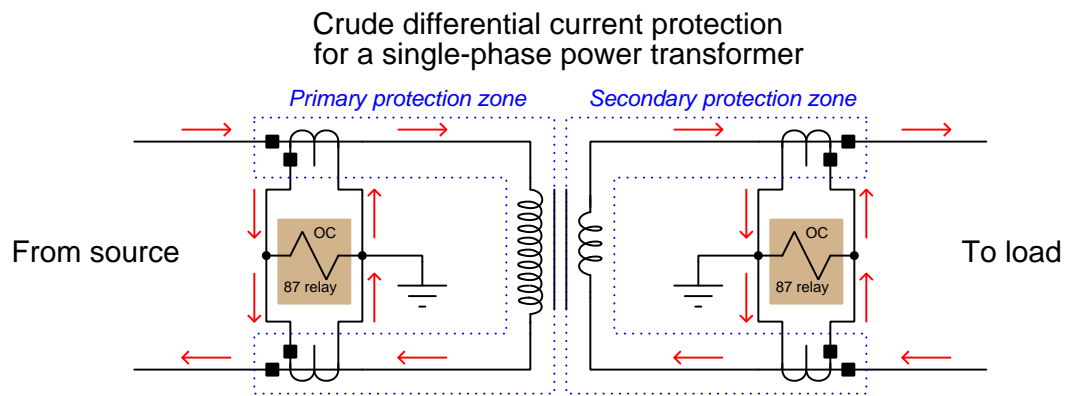 Crude differential current protection
for a single-phase power transformer
Primary protection zone
Secondary protection zone
OC
87 relay
OC
87 relay
From source
To load